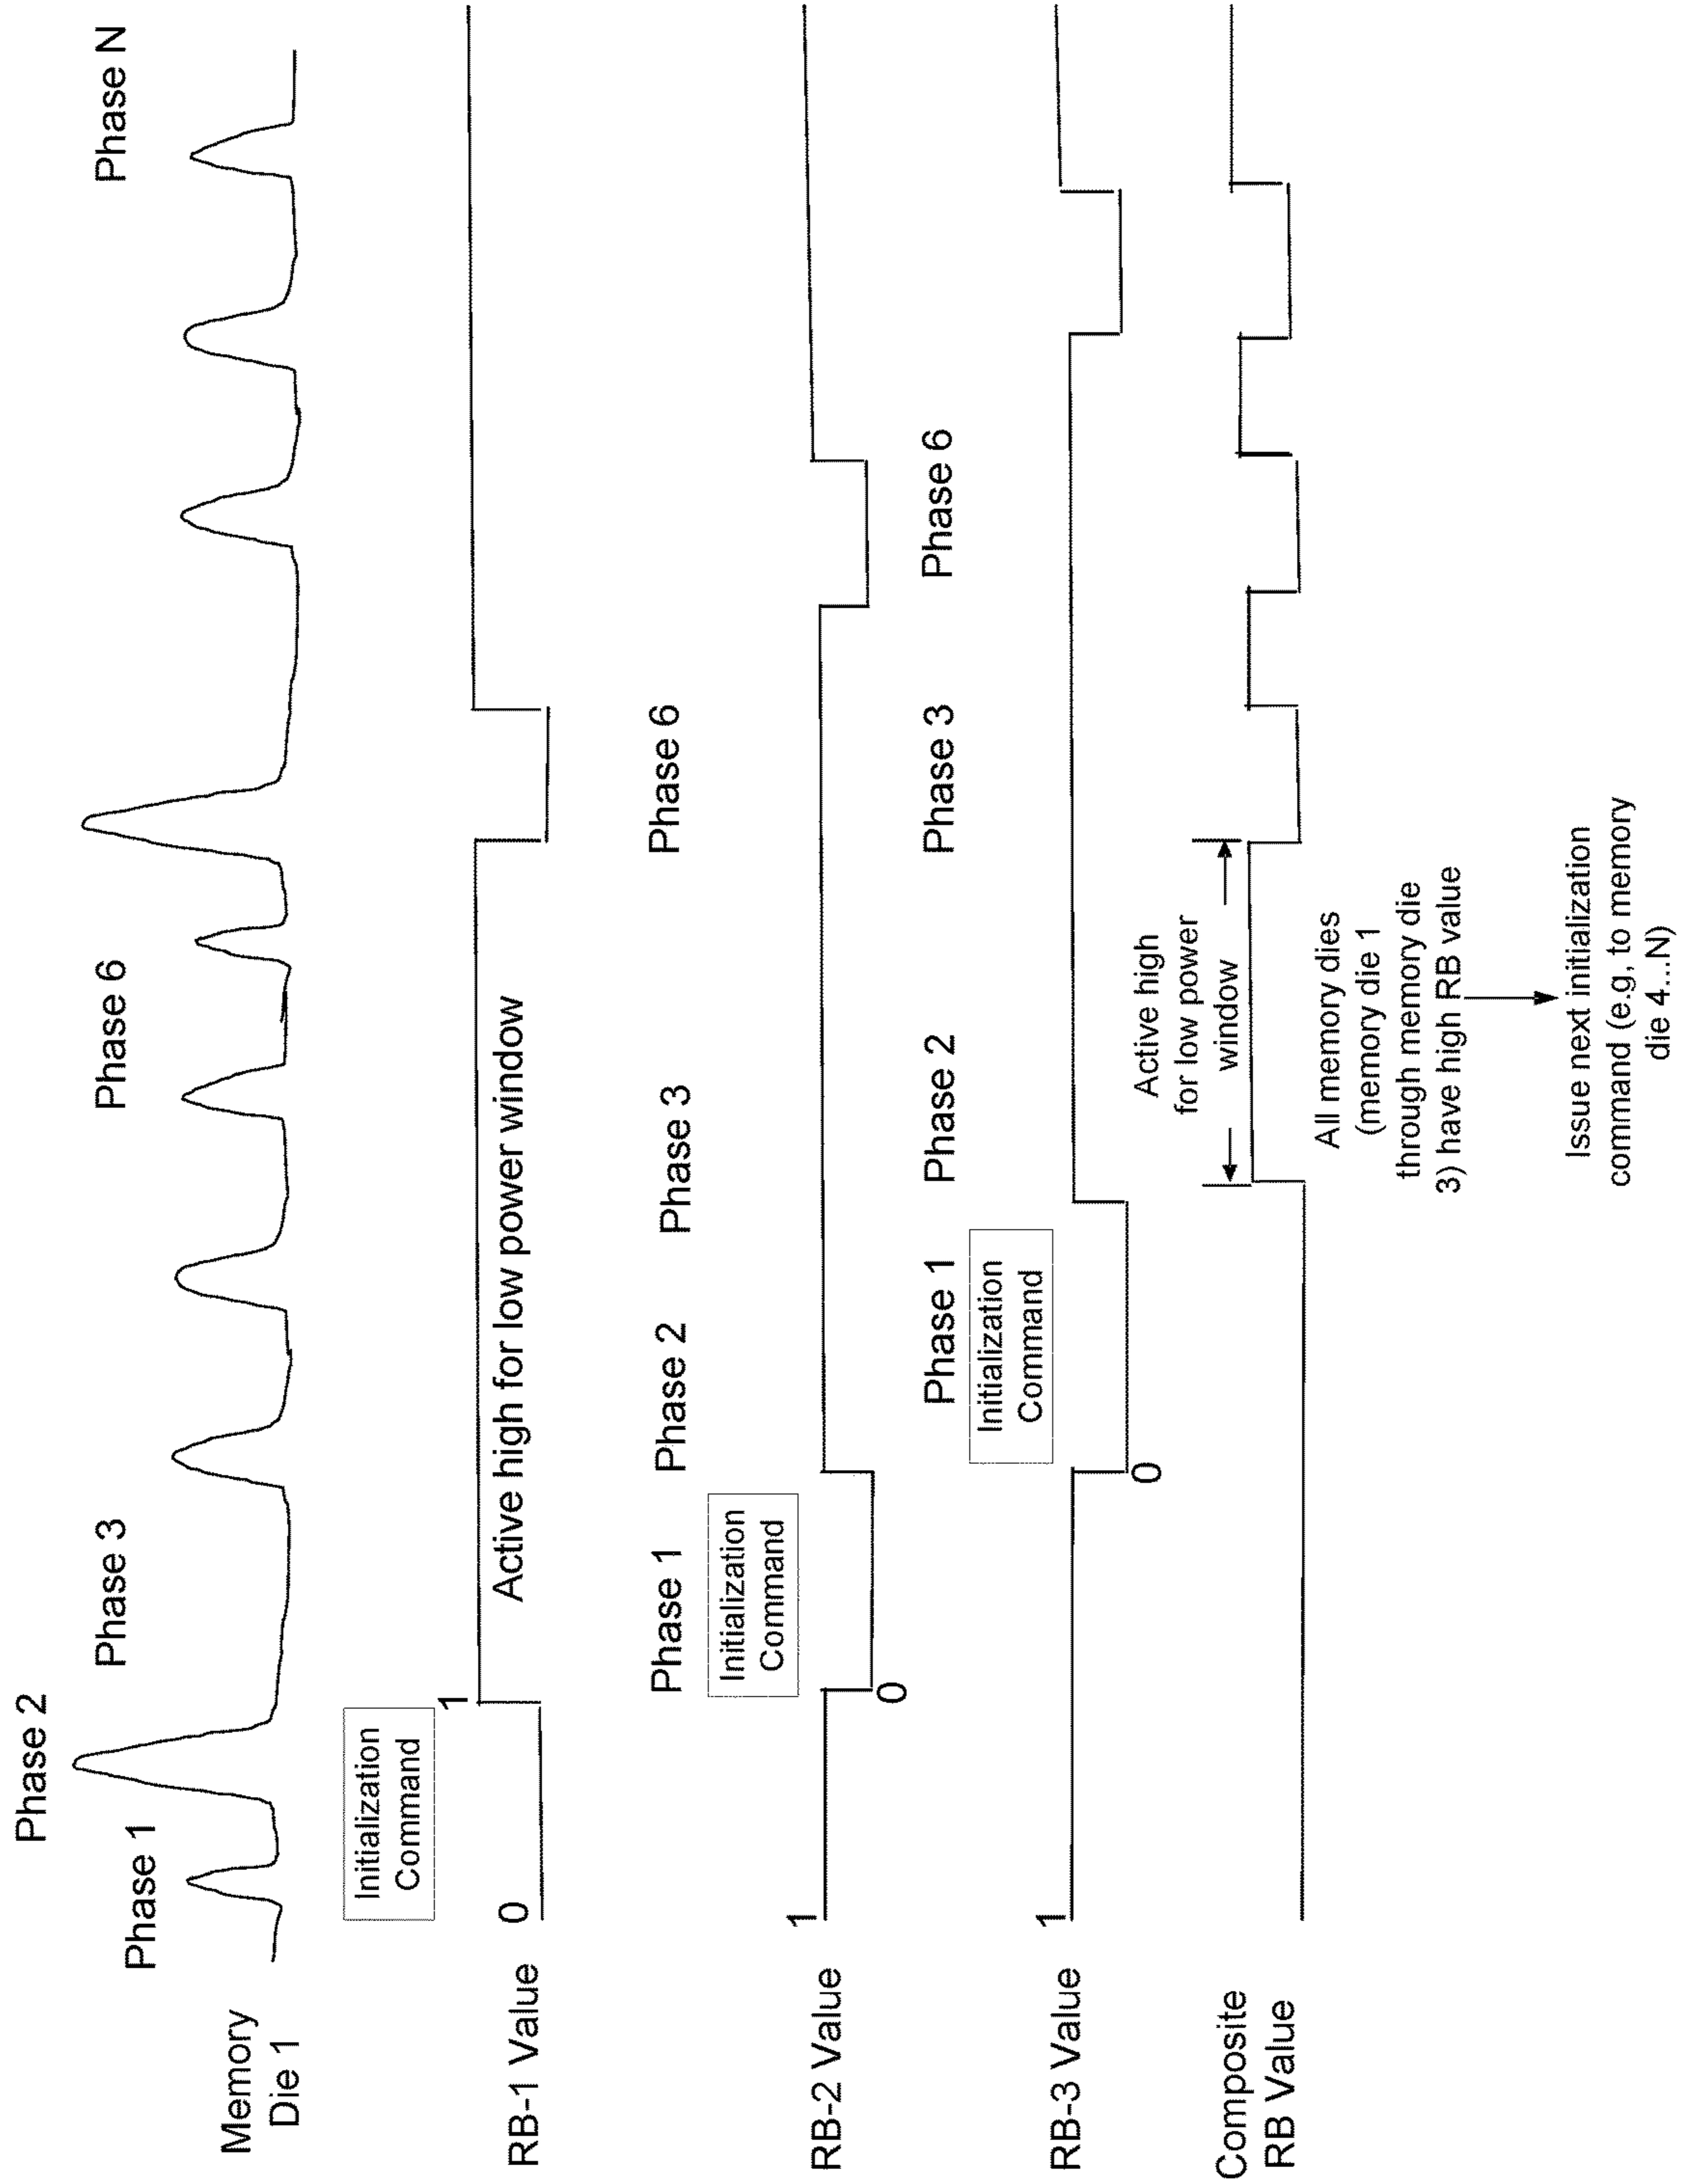 Phase 2
Phase 1
Phase 3
Phase 6
Phase N
Memory
Die 1
Initialization
Command
RB-1 Value
0
1
Active high for low power window
Phase 1
Phase 2
Phase 3
Phase 6
Initialization
Command
RB-2 Value
1
0
Phase 1
Phase 2
Phase 3
Phase 6
Initialization
Command
RB-3 Value
1
0
Composite
RB Value
Active high
for low power
window
All memory dies
(memory die 1
through memory die
3) have high RB value
Issue next initialization
command (e.g, to memory
die 4...N)